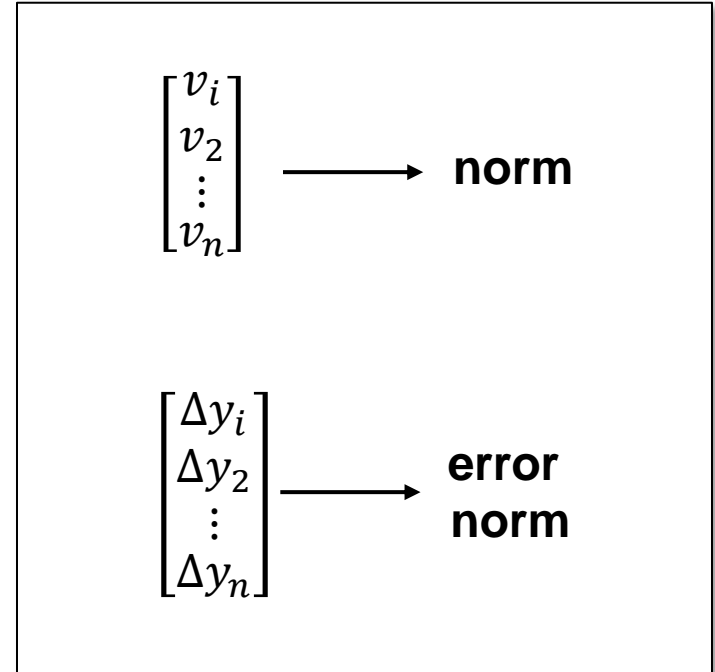 [v_i
v_2
⋮
v_n] → norm
[Δy_i
Δy_2
⋮
Δy_n] → error
norm